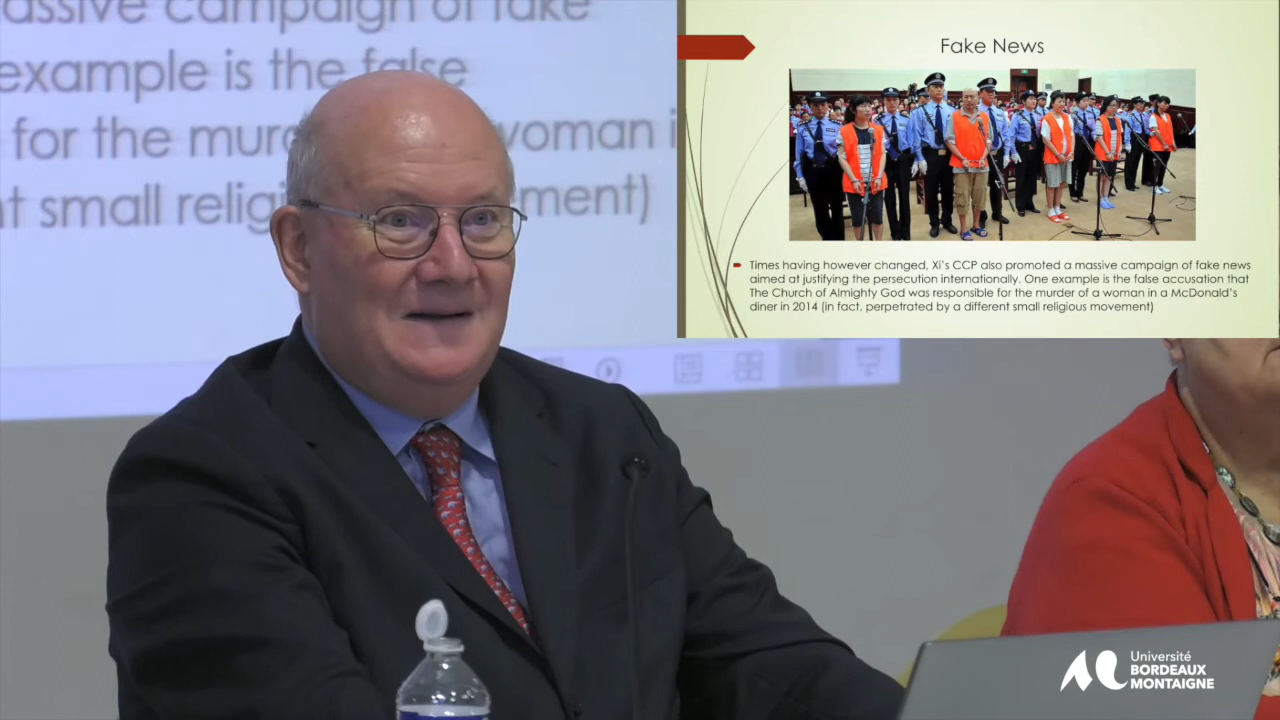 assive campaign of fake
example is the false
for the mur woman i
t small relig ment)
Fake News
Times having however changed, Xi's CCP also promoted a massive campaign of fake news
aimed at justifying the persecution internationally. One example is the false accusation that
The Church of Almighty God was responsible for the murder of a woman in a McDonald's
diner in 2014 (in fact, perpetrated by a different small religious movement)
Université
BORDEAUX
MONTAIGNE